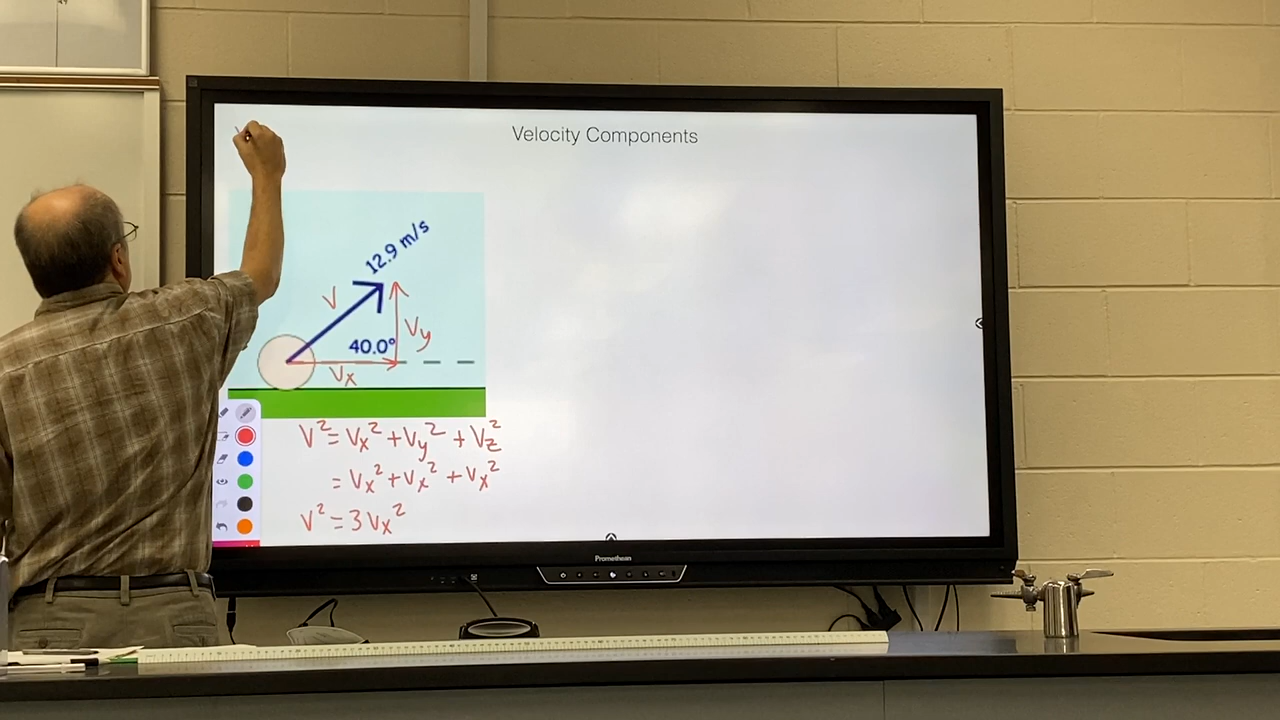 Velocity Components
12.9 m/s
V
40.0°
Vy
Vx
V² = Vx² + Vy² + Vz²
= Vx² + Vx² + Vx²
V² = 3Vx²
Promethean